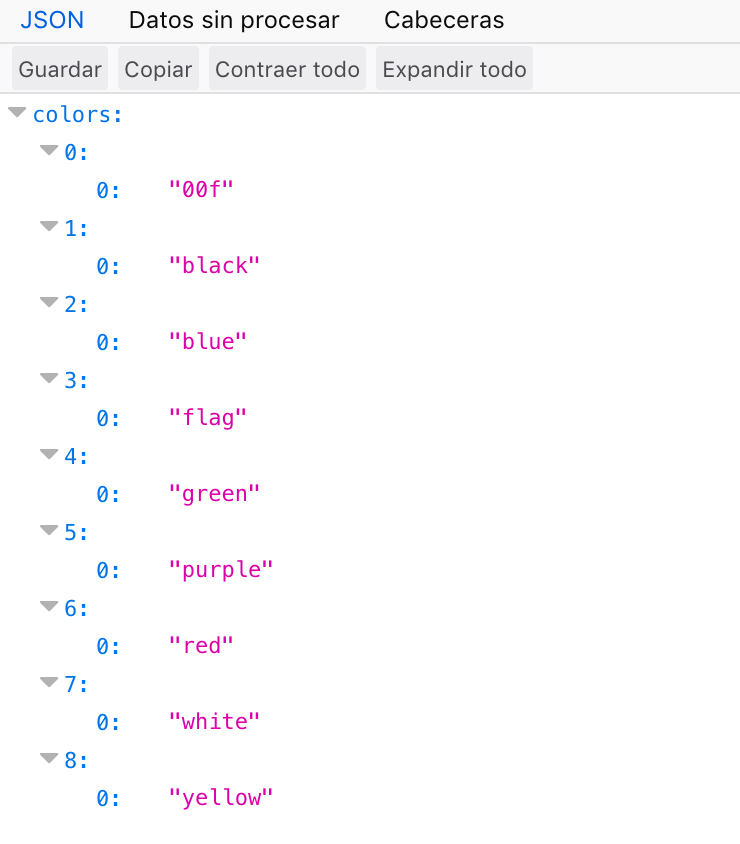 JSON Datos sin procesar Cabeceras
Guardar Copiar Contraer todo Expandir todo
colors:
0:
0: "00f"
1:
0: "black"
2:
0: "blue"
3:
0: "flag"
4:
0: "green"
5:
0: "purple"
6:
0: "red"
7:
0: "white"
8:
0: "yellow"